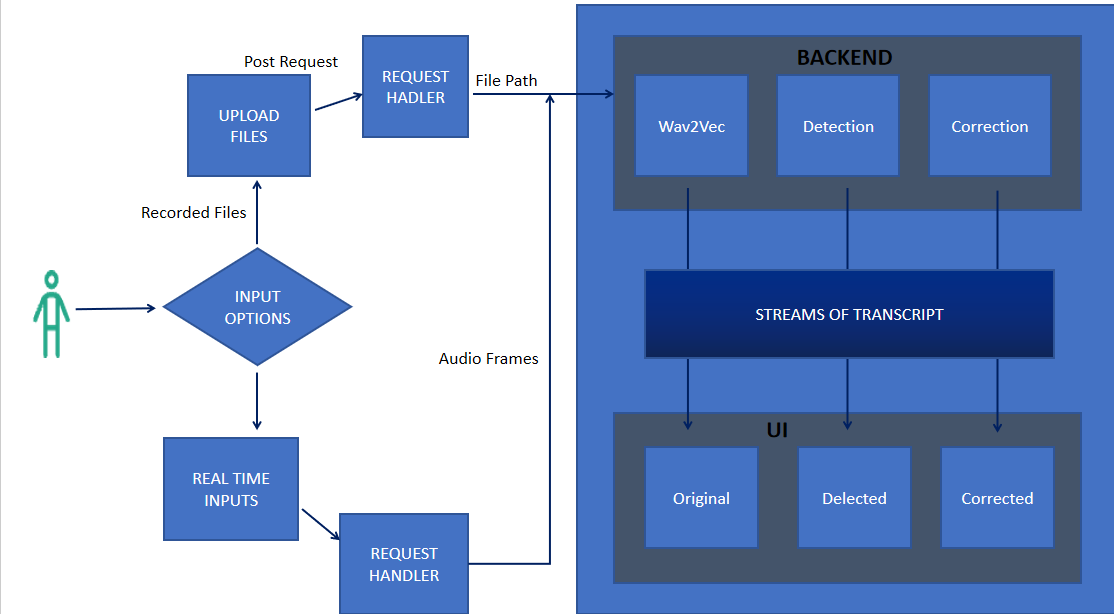 Post Request
REQUEST
HADLER
File Path
UPLOAD
FILES
Recorded Files
INPUT
OPTIONS
REAL TIME
INPUTS
REQUEST
HANDLER
Audio Frames
BACKEND
Wav2Vec
Detection
Correction
STREAMS OF TRANSCRIPT
UI
Original
Delected
Corrected